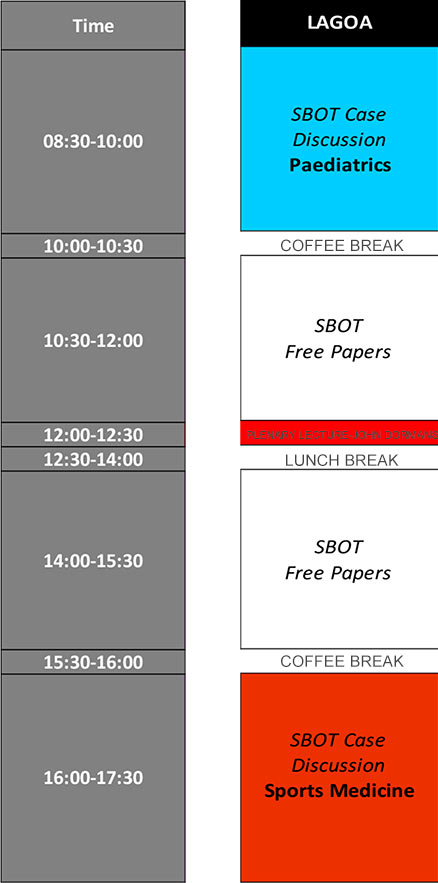 Time
LAGOA
08:30-10:00
SBOT Case
Discussion
Paediatrics
10:00-10:30
COFFEE BREAK
10:30-12:00
SBOT
Free Papers
12:00-12:30
PLENARY LECTURE JOHN
12:30-14:00
LUNCH BREAK
14:00-15:30
SBOT
Free Papers
15:30-16:00
COFFEE BREAK
16:00-17:30
SBOT Case
Discussion
Sports Medicine